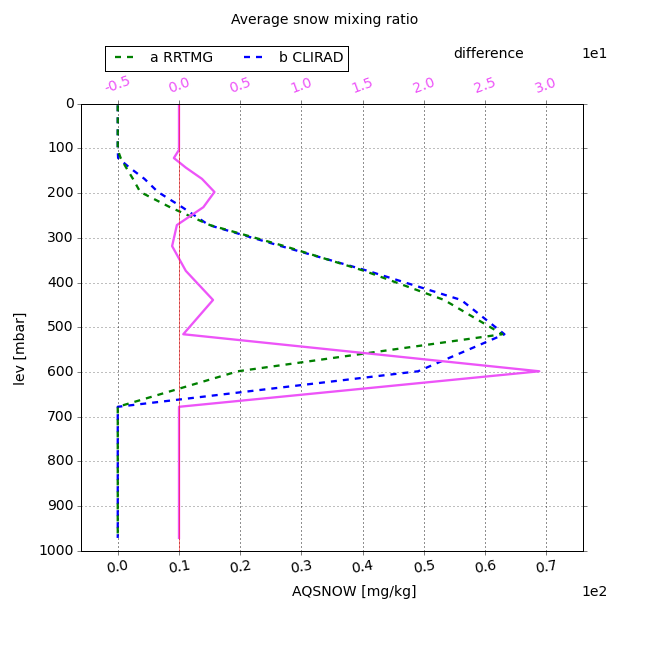 Average snow mixing ratio
a RRTMG b CLIRAD difference 1e1
-0.5 0.0 0.5 1.0 1.5 2.0 2.5 3.0
0
100
200
300
400
500
600
700
800
900
1000
lev [mbar]
0.0 0.1 0.2 0.3 0.4 0.5 0.6 0.7
AQSNOW [mg/kg] 1e2